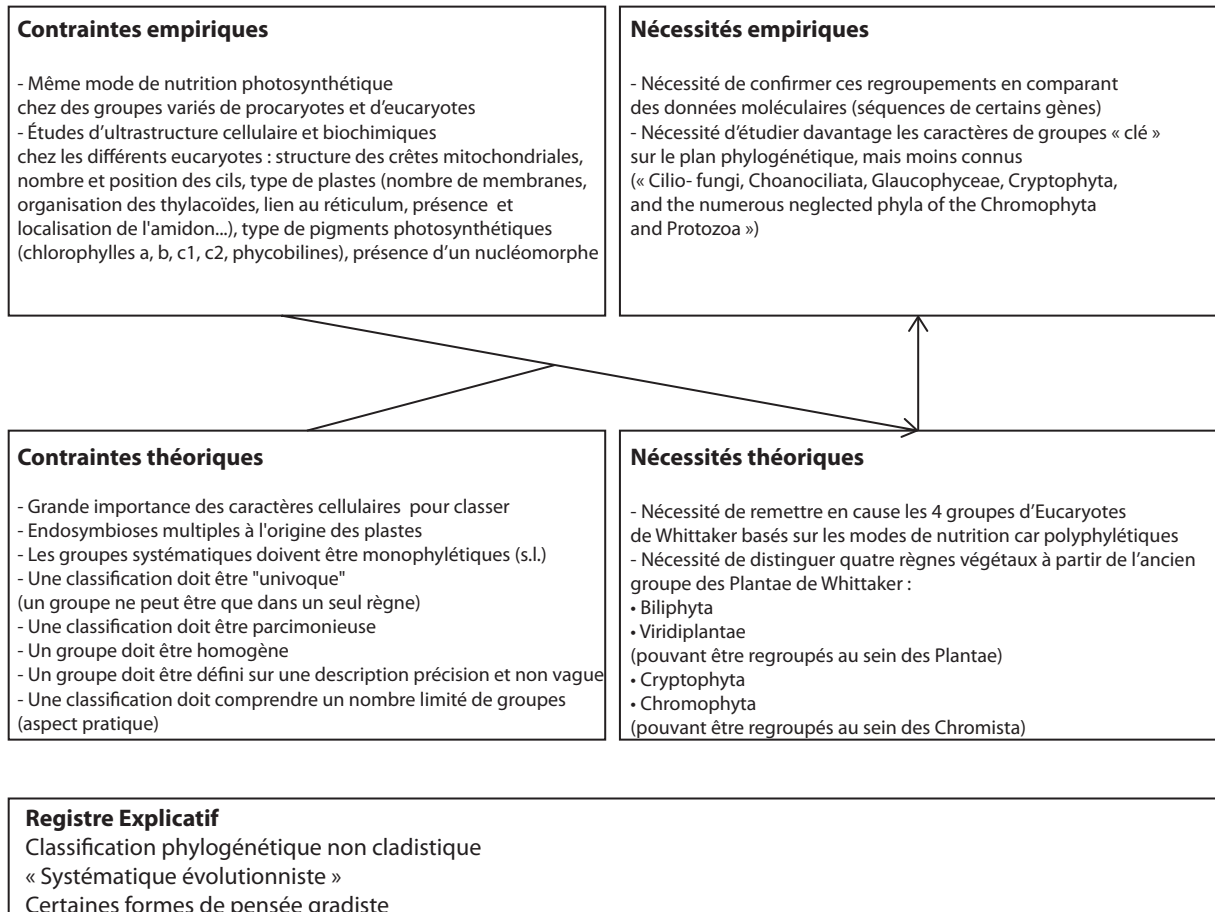 Contraintes empiriques
- Même mode de nutrition photosynthétique
chez des groupes variés de procaryotes et d’eucaryotes
- Études d’ultrastructure cellulaire et biochimiques
chez les différents eucaryotes : structure des crêtes mitochondriales,
nombre et position des cils, type de plastes (nombre de membranes,
organisation des thylacoïdes, lien au réticulum, présence et
localisation de l'amidon...), type de pigments photosynthétiques
(chlorophylles a, b, c1, c2, phycobilines), présence d’un nucléomorphe
Nécessités empiriques
- Nécessité de confirmer ces regroupements en comparant
des données moléculaires (séquences de certains gènes)
- Nécessité d’étudier davantage les caractères de groupes « clé »
sur le plan phylogénétique, mais moins connus
(« Cilio- fungi, Choanociliata, Glaucophyceae, Cryptophyta,
and the numerous neglected phyla of the Chromophyta
and Protozoa »)
Contraintes théoriques
- Grande importance des caractères cellulaires pour classer
- Endosymbioses multiples à l'origine des plastes
- Les groupes systématiques doivent être monophylétiques (s.l.)
- Une classification doit être "univoque"
(un groupe ne peut être que dans un seul règne)
- Une classification doit être parcimonieuse
- Un groupe doit être homogène
- Un groupe doit être défini sur une description précision et non vague
- Une classification doit comprendre un nombre limité de groupes
(aspect pratique)
Nécessités théoriques
- Nécessité de remettre en cause les 4 groupes d’Eucaryotes
de Whittaker basés sur les modes de nutrition car polyphylétiques
- Nécessité de distinguer quatre règnes végétaux à partir de l’ancien
groupe des Plantae de Whittaker :
• Biliphyta
• Viridiplantae
(pouvant être regroupés au sein des Plantae)
• Cryptophyta
• Chromophyta
(pouvant être regroupés au sein des Chromista)
Registre Explicatif
Classification phylogénétique non cladistique
« Systématique évolutionniste »
Certaines formes de pensée gradiste